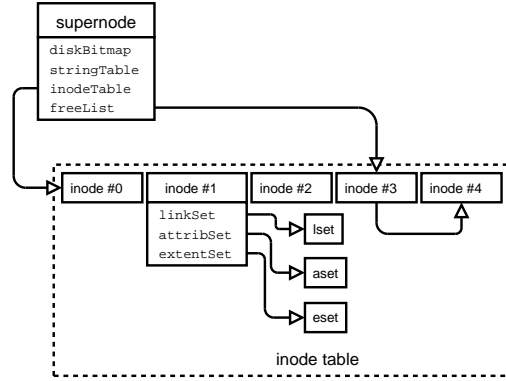 supernode
diskBitmap
stringTable
inodeTable
freeList
inode #0
inode #1
inode #2
inode #3
inode #4
linkSet
attribSet
extentSet
lset
aset
eset
inode table